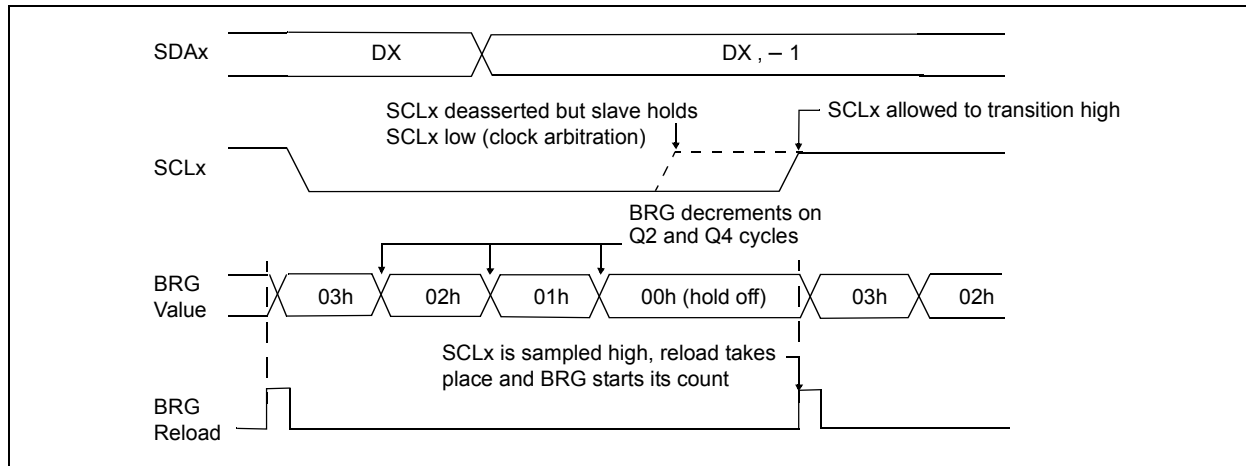 SDAx
DX
DX , – 1
SCLx deasserted but slave holds
SCLx low (clock arbitration)
SCLx allowed to transition high
SCLx
BRG decrements on
Q2 and Q4 cycles
BRG
Value
03h
02h
01h
00h (hold off)
03h
02h
SCLx is sampled high, reload takes
place and BRG starts its count
BRG
Reload